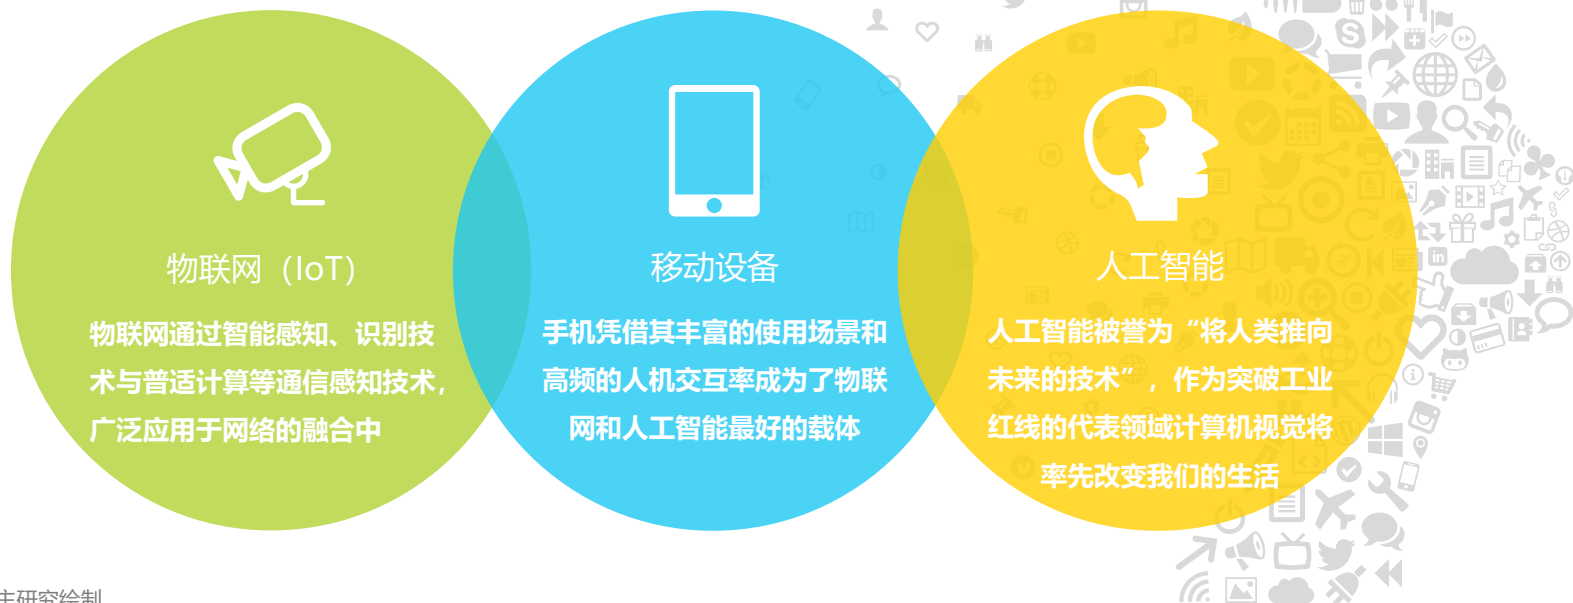 物联网（IoT）
物联网通过智能感知、识别技
术与普适计算等通信感知技术，
广泛应用于网络的融合中
移动设备
手机凭借其丰富的使用场景和
高频的人机交互率成为了物联
网和人工智能最好的载体
人工智能
人工智能被誉为“将人类推向
未来的技术”，作为突破工业
红线的代表领域计算机视觉将
率先改变我们的生活
主研究绘制